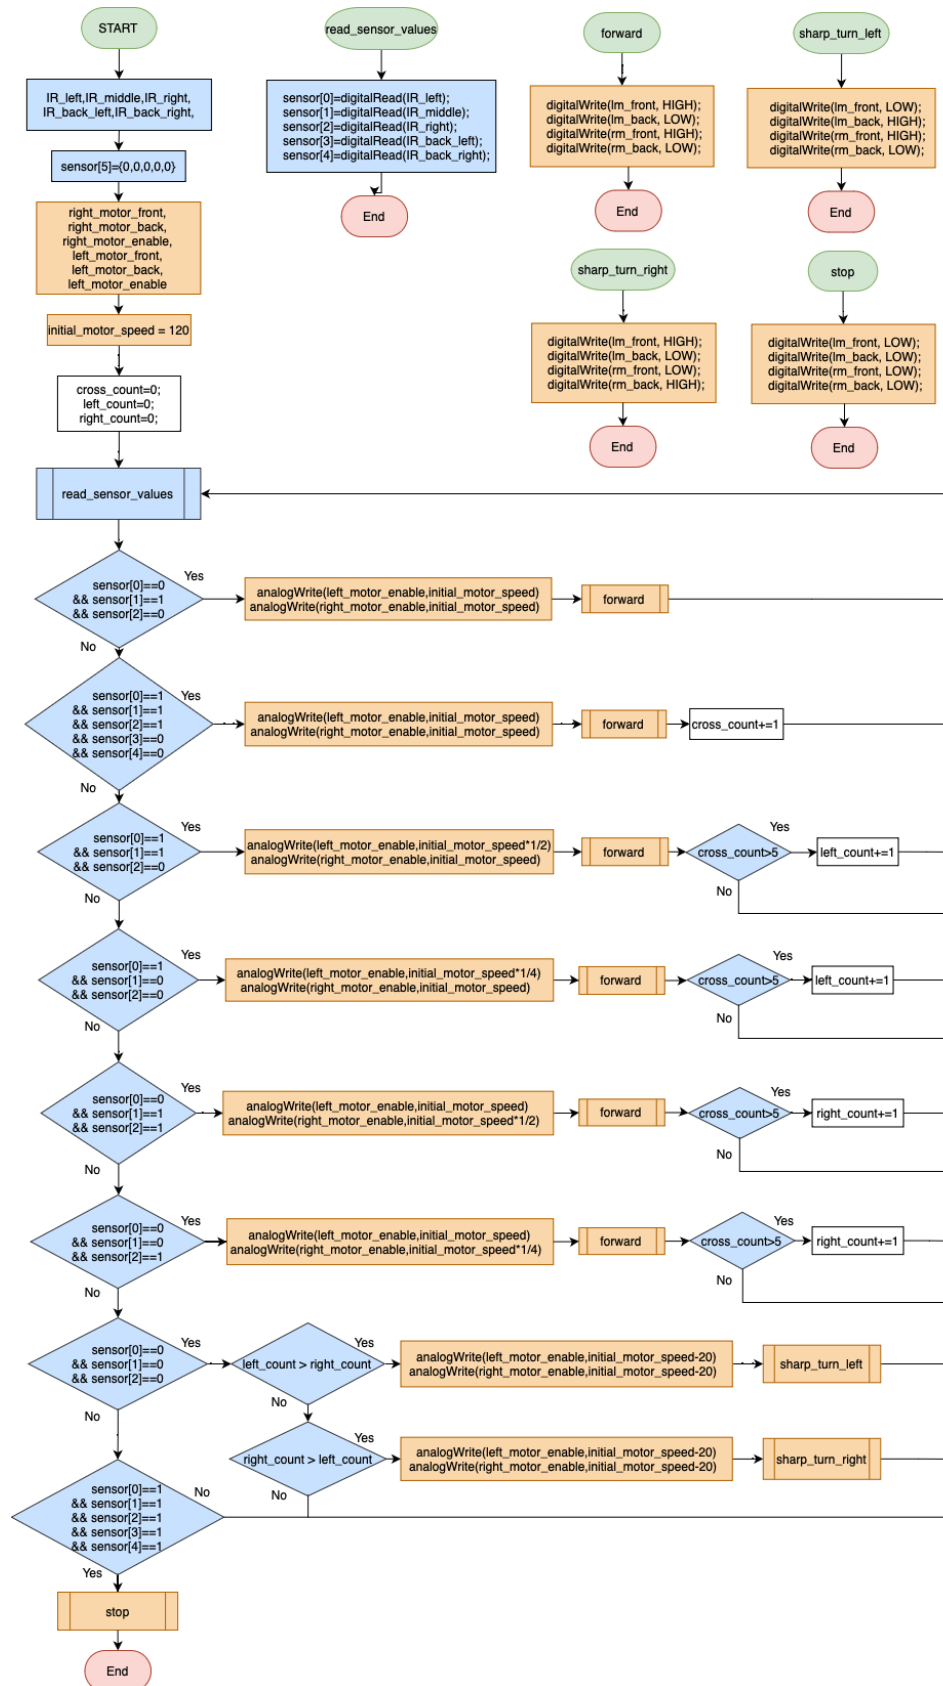 START
IR_left,IR_middle,IR_right,
IR_back_left,IR_back_right,
sensor[5]={0,0,0,0,0}
right_motor_front,
right_motor_back,
right_motor_enable,
left_motor_front,
left_motor_back,
left_motor_enable
initial_motor_speed = 120
cross_count=0;
left_count=0;
right_count=0;
read_sensor_values
sensor[0]=digitalRead(IR_left);
sensor[1]=digitalRead(IR_middle);
sensor[2]=digitalRead(IR_right);
sensor[3]=digitalRead(IR_back_left);
sensor[4]=digitalRead(IR_back_right);
End
forward
digitalWrite(lm_front, HIGH);
digitalWrite(lm_back, LOW);
digitalWrite(rm_front, HIGH);
digitalWrite(rm_back, LOW);
End
sharp_turn_left
digitalWrite(lm_front, LOW);
digitalWrite(lm_back, HIGH);
digitalWrite(rm_front, HIGH);
digitalWrite(rm_back, LOW);
End
sharp_turn_right
digitalWrite(lm_front, HIGH);
digitalWrite(lm_back, LOW);
digitalWrite(rm_front, LOW);
digitalWrite(rm_back, HIGH);
End
stop
digitalWrite(lm_front, LOW);
digitalWrite(lm_back, LOW);
digitalWrite(rm_front, LOW);
digitalWrite(rm_back, LOW);
End
read_sensor_values
sensor[0]==0
&& sensor[1]==1
&& sensor[2]==0
Yes
analogWrite(left_motor_enable,initial_motor_speed)
analogWrite(right_motor_enable,initial_motor_speed)
forward
No
sensor[0]==1
&& sensor[1]==1
&& sensor[2]==1
&& sensor[3]==0
&& sensor[4]==0
Yes
analogWrite(left_motor_enable,initial_motor_speed)
analogWrite(right_motor_enable,initial_motor_speed)
forward
cross_count+=1
No
sensor[0]==1
&& sensor[1]==1
&& sensor[2]==0
Yes
analogWrite(left_motor_enable,initial_motor_speed*1/2)
analogWrite(right_motor_enable,initial_motor_speed)
forward
cross_count>5
Yes
left_count+=1
No
No
sensor[0]==1
&& sensor[1]==0
&& sensor[2]==0
Yes
analogWrite(left_motor_enable,initial_motor_speed*1/4)
analogWrite(right_motor_enable,initial_motor_speed)
forward
cross_count>5
Yes
left_count+=1
No
No
sensor[0]==0
&& sensor[1]==1
&& sensor[2]==1
Yes
analogWrite(left_motor_enable,initial_motor_speed)
analogWrite(right_motor_enable,initial_motor_speed*1/2)
forward
cross_count>5
Yes
right_count+=1
No
No
sensor[0]==0
&& sensor[1]==0
&& sensor[2]==1
Yes
analogWrite(left_motor_enable,initial_motor_speed)
analogWrite(right_motor_enable,initial_motor_speed*1/4)
forward
cross_count>5
Yes
right_count+=1
No
No
sensor[0]==0
&& sensor[1]==0
&& sensor[2]==0
Yes
left_count > right_count
Yes
analogWrite(left_motor_enable,initial_motor_speed-20)
analogWrite(right_motor_enable,initial_motor_speed-20)
sharp_turn_left
No
No
right_count > left_count
Yes
analogWrite(left_motor_enable,initial_motor_speed-20)
analogWrite(right_motor_enable,initial_motor_speed-20)
sharp_turn_right
No
sensor[0]==1
&& sensor[1]==1
&& sensor[2]==1
&& sensor[3]==1
&& sensor[4]==1
No
Yes
stop
End